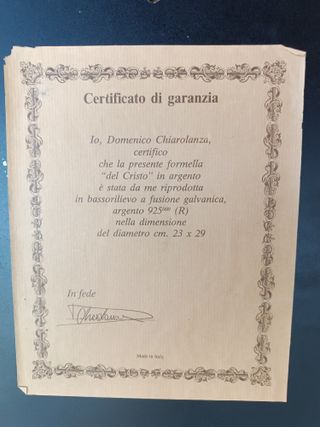 Certificato di garanzia
Io, Domenico Chiarolanza,
certifico
che la presente formella
"del Cristo" in argento
è stata da me riprodotta
in bassorilievo a fusione galvanica,
argento 925°°° (R)
nella dimensione
del diametro cm. 23 x 29
In fede
Made in Italy